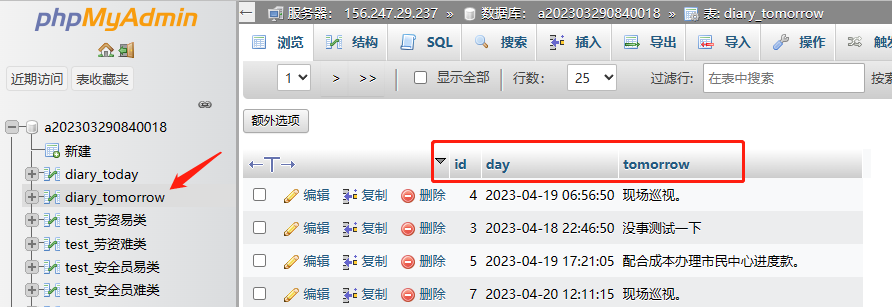 phpMyAdmin
近期访问 表收藏夹
a202303290840018
新建
diary_today
diary_tomorrow
test_劳资易类
test_劳资难类
test_安全员易类
test_安全员难类
服务器： 156.247.29.237 » 数据库： a202303290840018 » 表: diary_tomorrow
浏览 结构 SQL 搜索 插入 导出 导入 操作 触发
1 > >> 显示全部 行数： 25 过滤行: 在表中搜索 按索
额外选项
←T→ id day tomorrow
编辑 复制 删除 4 2023-04-19 06:56:50 现场巡视。
编辑 复制 删除 3 2023-04-18 22:46:50 没事测试一下
编辑 复制 删除 5 2023-04-19 17:21:05 配合成本办理市民中心进度款。
编辑 复制 删除 7 2023-04-20 12:11:15 现场巡视。